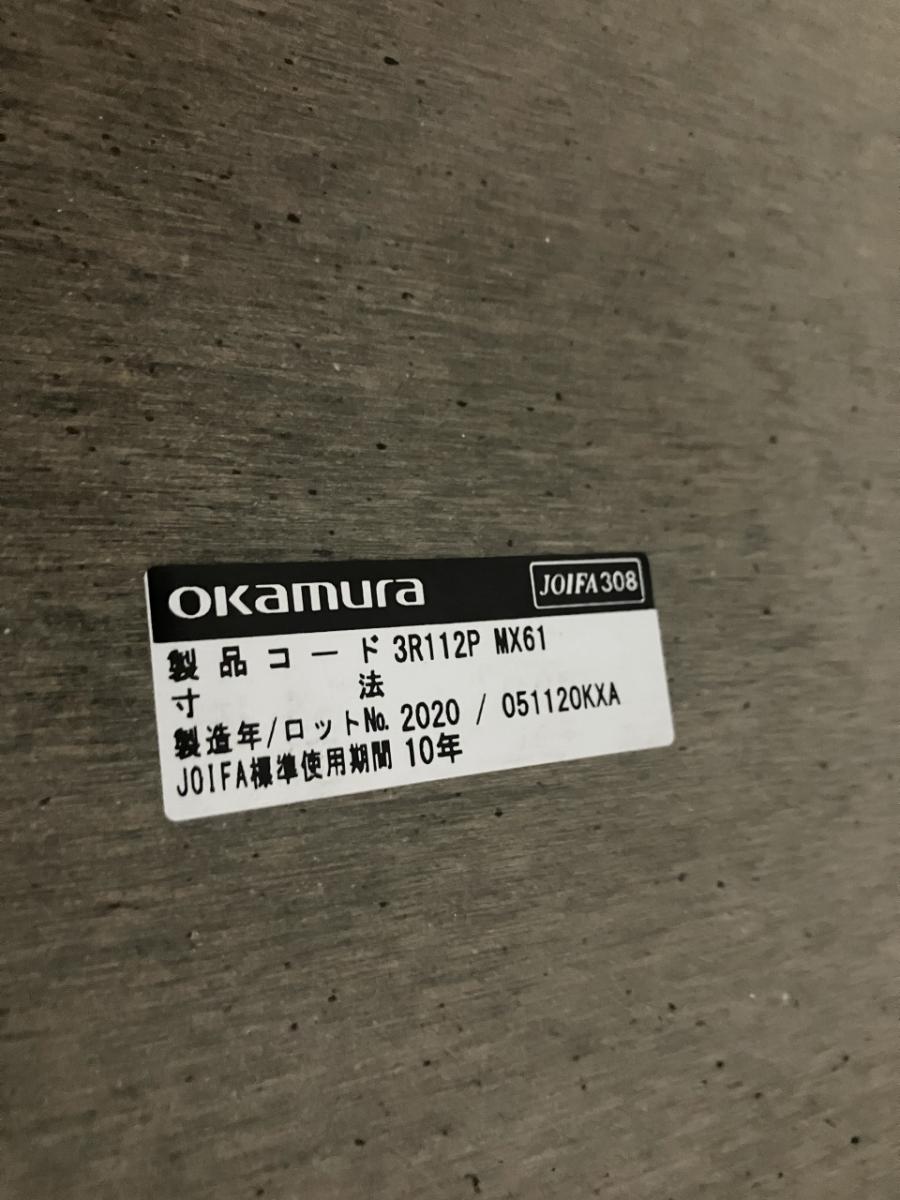 okamura
JOIFA308
製品コード 3R112P MX61
寸法
製造年/ロットNo. 2020 / 051120KXA
JOIFA標準使用期間 10年